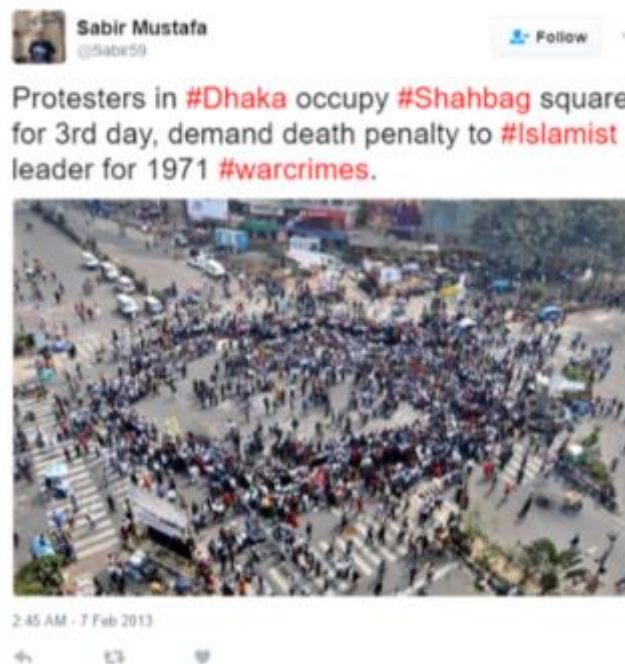 Sabir Mustafa
@Sabir59
Follow
Protesters in #Dhaka occupy #Shahbag square
for 3rd day, demand death penalty to #Islamist
leader for 1971 #warcrimes.
2:45 AM - 7 Feb 2013